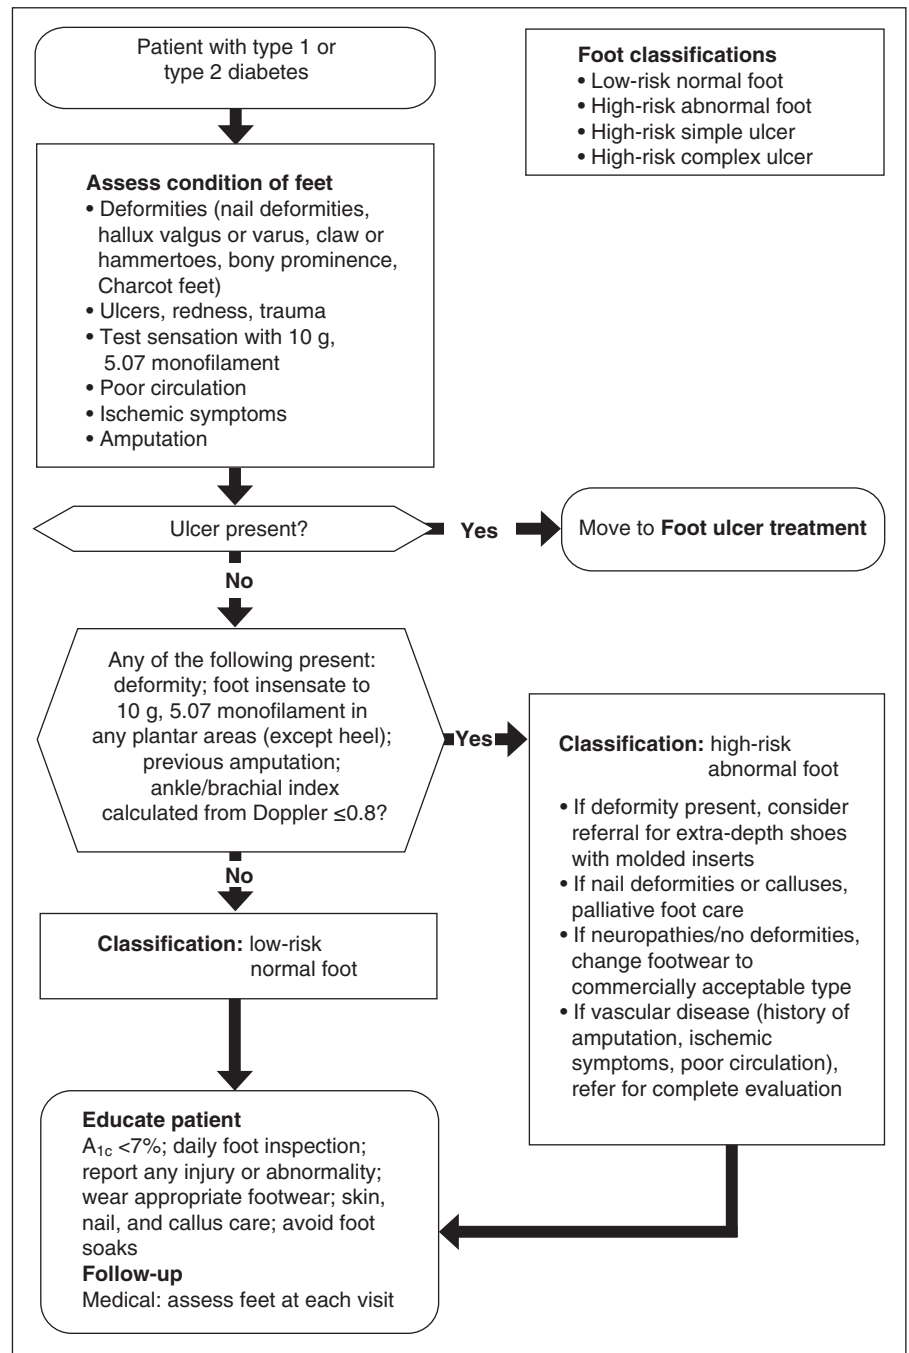 Patient with type 1 or
type 2 diabetes
Foot classifications
• Low-risk normal foot
• High-risk abnormal foot
• High-risk simple ulcer
• High-risk complex ulcer
Assess condition of feet
• Deformities (nail deformities,
hallux valgus or varus, claw or
hammertoes, bony prominence,
Charcot feet)
• Ulcers, redness, trauma
• Test sensation with 10 g,
5.07 monofilament
• Poor circulation
• Ischemic symptoms
• Amputation
Ulcer present?
Yes
Move to Foot ulcer treatment
No
Any of the following present:
deformity; foot insensate to
10 g, 5.07 monofilament in
any plantar areas (except heel);
previous amputation;
ankle/brachial index
calculated from Doppler ≤0.8?
Yes
Classification: high-risk
abnormal foot
• If deformity present, consider
referral for extra-depth shoes
with molded inserts
• If nail deformities or calluses,
palliative foot care
• If neuropathies/no deformities,
change footwear to
commercially acceptable type
• If vascular disease (history of
amputation, ischemic
symptoms, poor circulation),
refer for complete evaluation
No
Classification: low-risk
normal foot
Educate patient
A1c <7%; daily foot inspection;
report any injury or abnormality;
wear appropriate footwear; skin,
nail, and callus care; avoid foot
soaks
Follow-up
Medical: assess feet at each visit